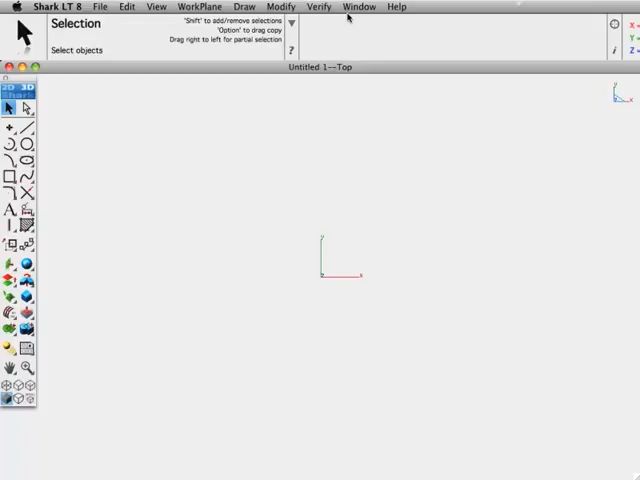 Shark LT 8 File Edit View WorkPlane Draw Modify Verify Window Help
Selection
'Shift' to add/remove selections
'Option' to drag copy
Drag right to left for partial selection
Select objects
?
i
X =
Y =
Z =
Untitled 1--Top
2D 3D
Shark
A
y
x
y
x
z